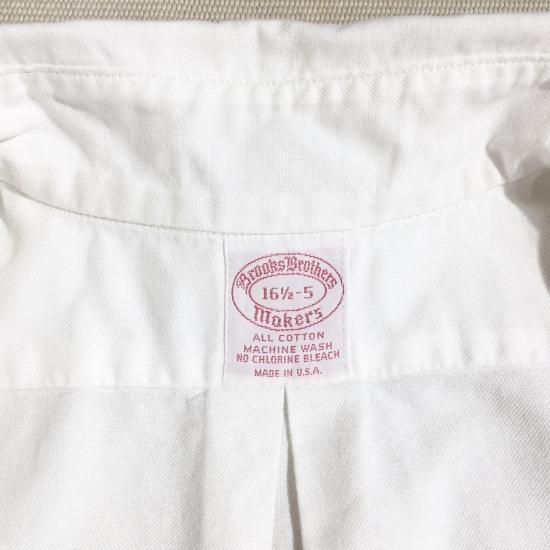 Brooks Brothers
16½-5
Makers
ALL COTTON
MACHINE WASH
NO CHLORINE BLEACH
MADE IN U.S.A.